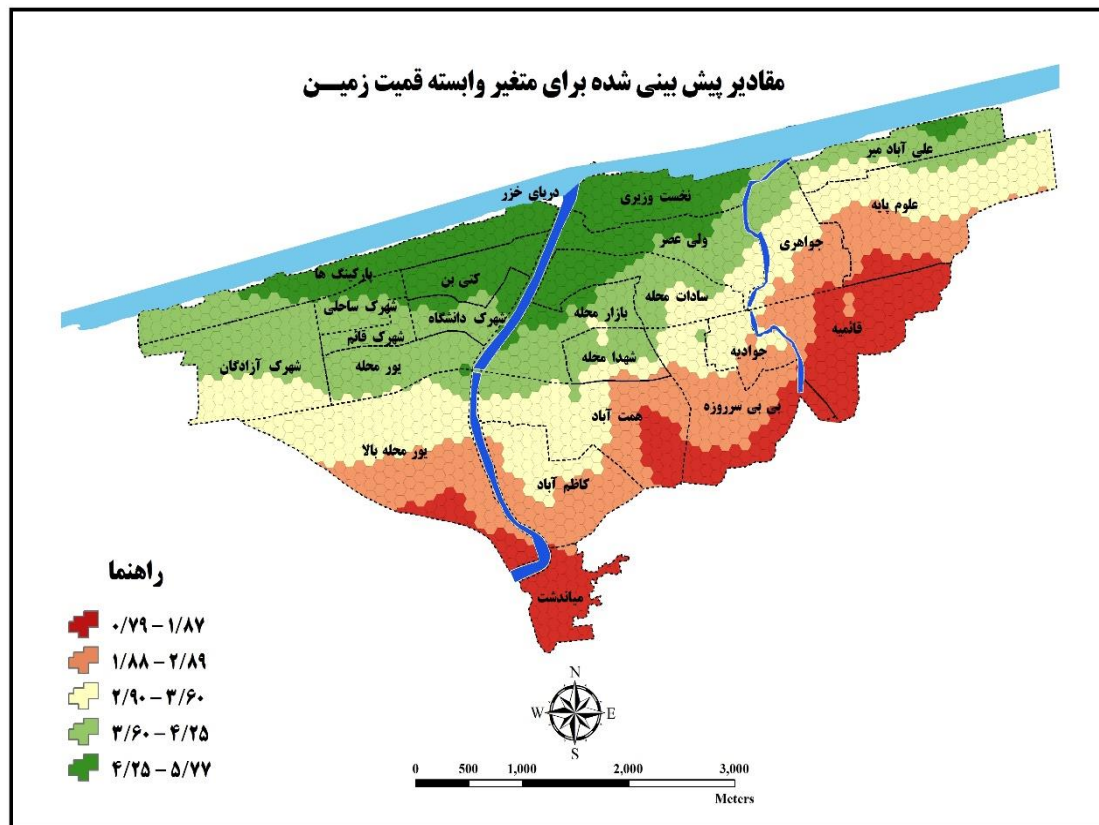 مقادیر پیش بینی شده برای متغیر وابسته قمیت زمیــن
علی آباد میر
دریای خزر
نخست وزیری
علوم پایه
ولی عصر
جواهری
پارکینگ ها
کتی بن
سادات محله
شهرک ساحلی
شهرک دانشگاه
بازار محله
قائمیه
شهرک قائم
جوادیه
شهدا محله
شهرک آزادگان
پور محله
بی بی سرروزه
همت آباد
پور محله بالا
کاظم آباد
میاندشت
راهنما
۰/۷۹ – ۱/۸۷
۱/۸۸ – ۲/۸۹
۲/۹۰ – ۳/۶۰
۳/۶۰ – ۴/۲۵
۴/۲۵ – ۵/۷۷
N
W E
S
0 500 1,000 2,000 3,000
Meters